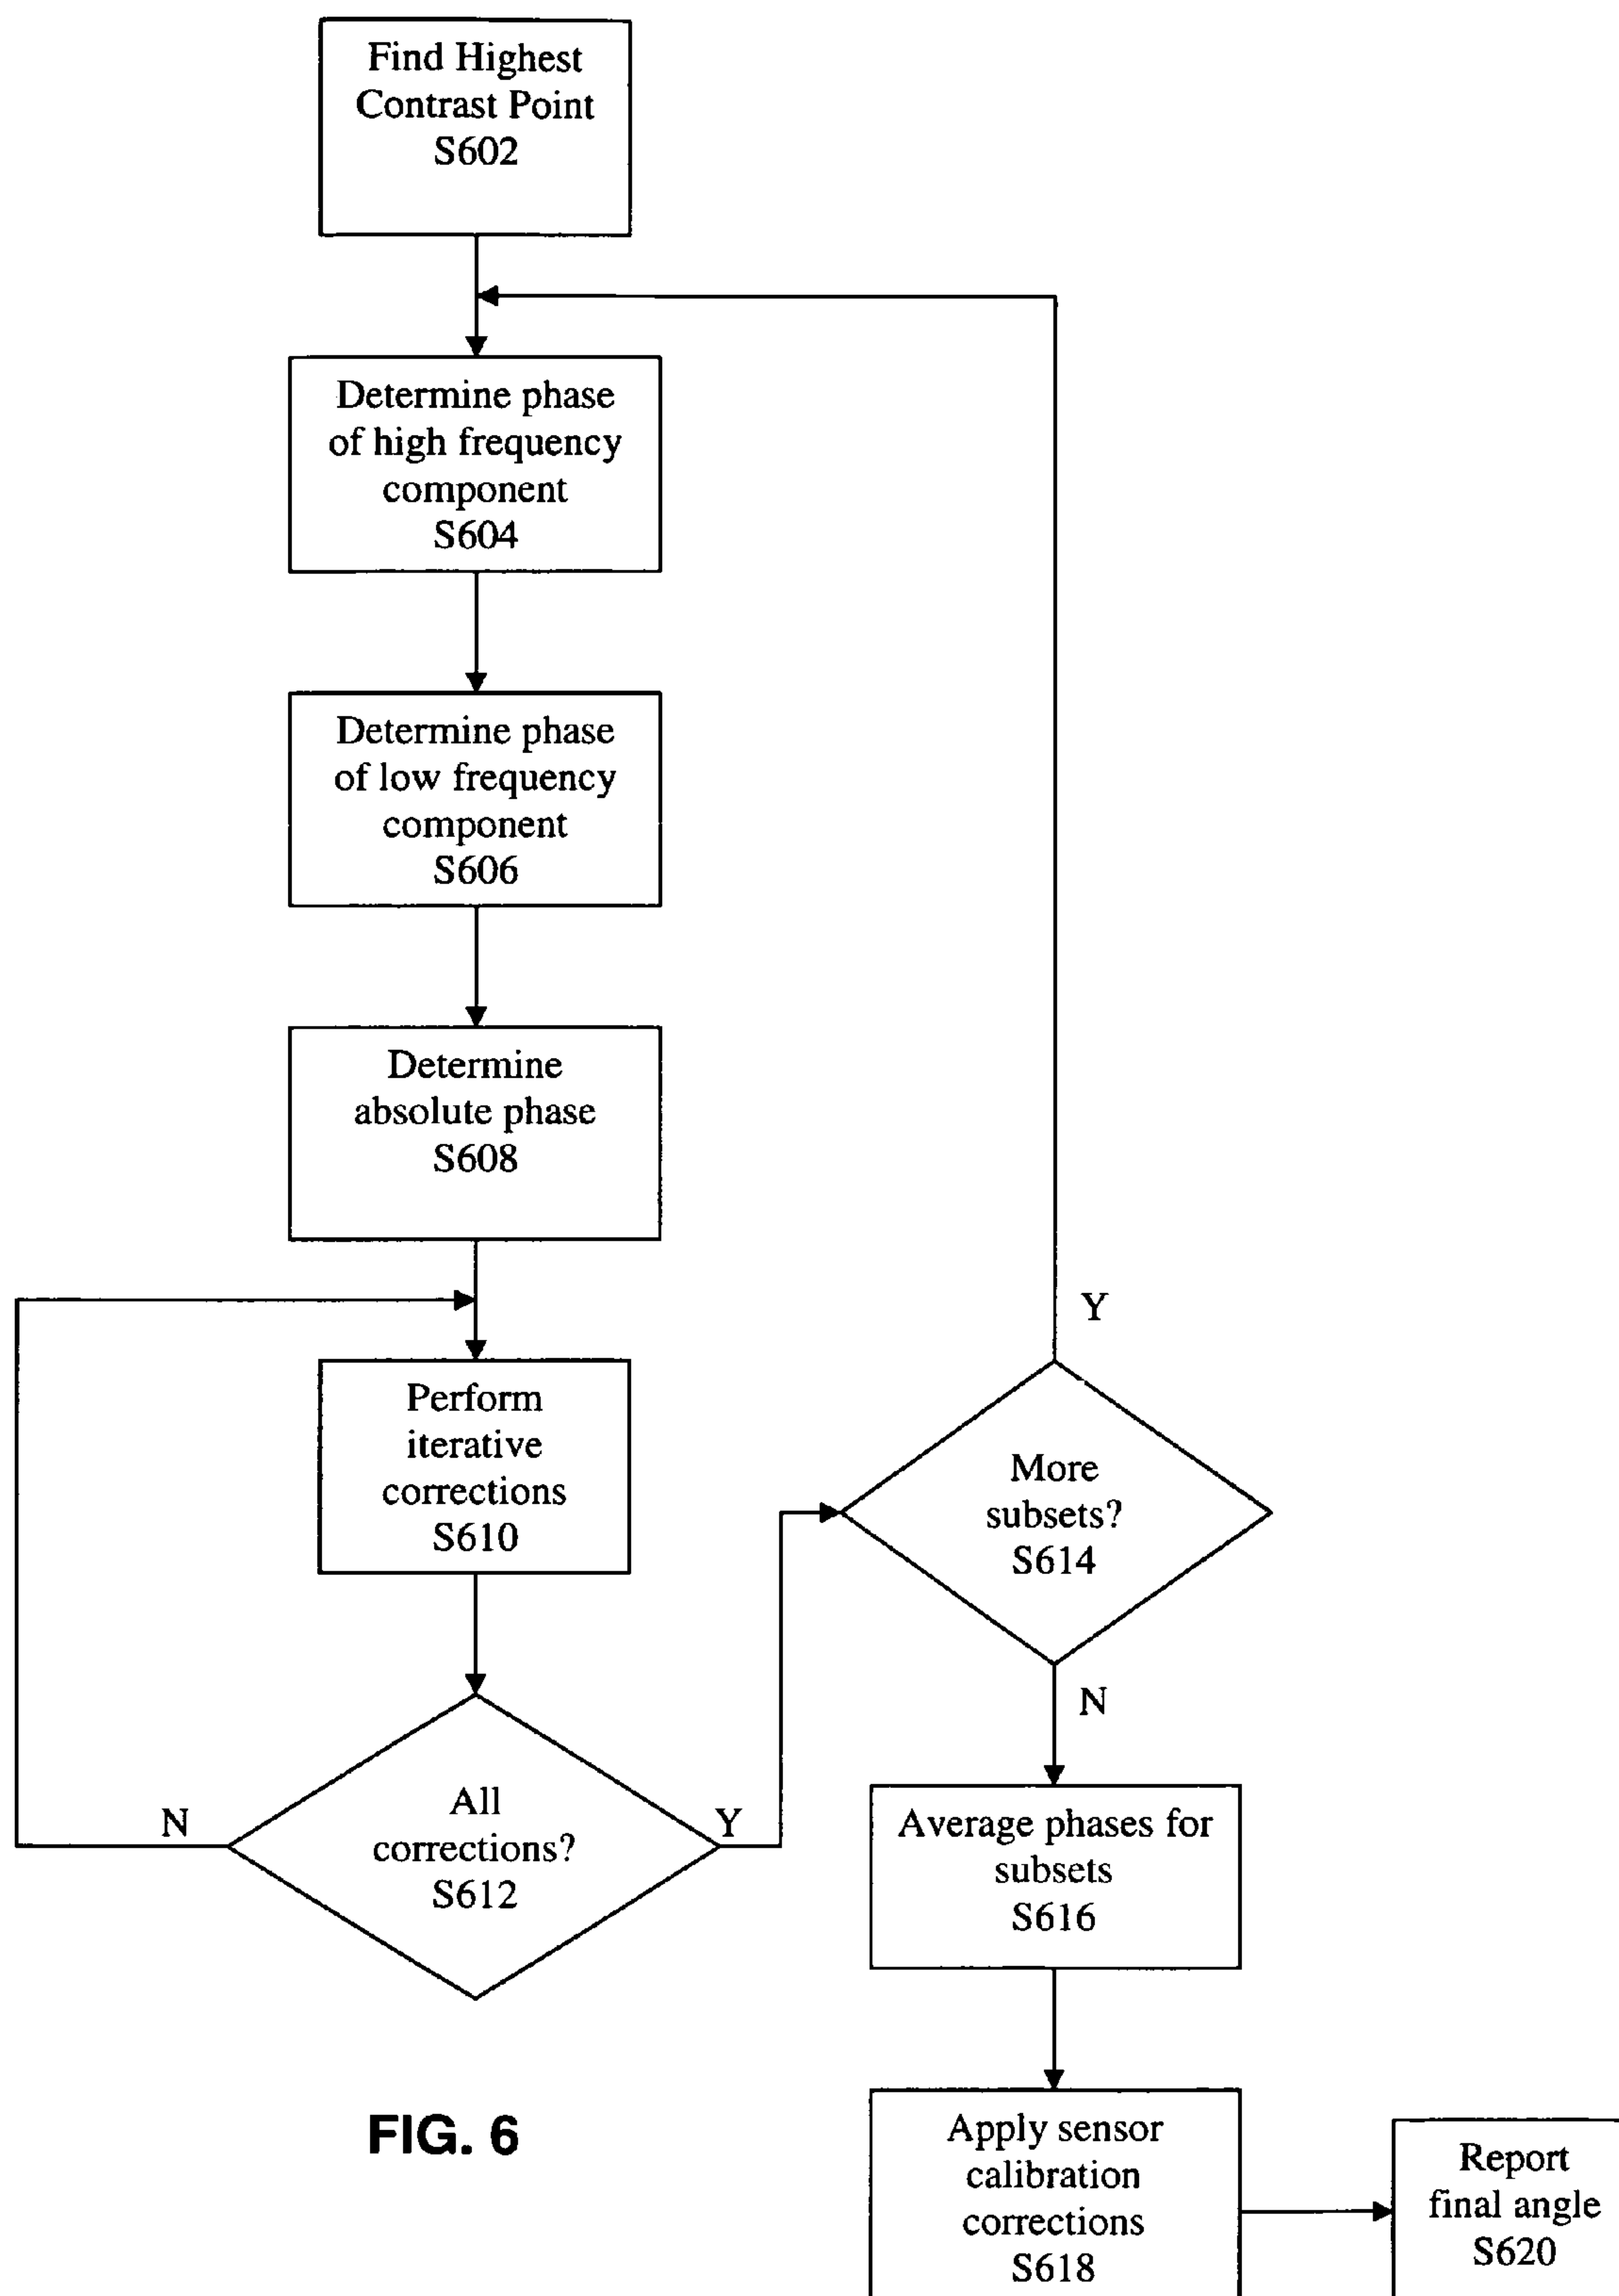 Find Highest
Contrast Point
S602
Determine phase
of high frequency
component
S604
Determine phase
of low frequency
component
S606
Determine
absolute phase
S608
Perform
iterative
corrections
S610
All
corrections?
S612
N
Y
More
subsets?
S614
Y
N
Average phases for
subsets
S616
Apply sensor
calibration
corrections
S618
Report
final angle
S620
FIG. 6